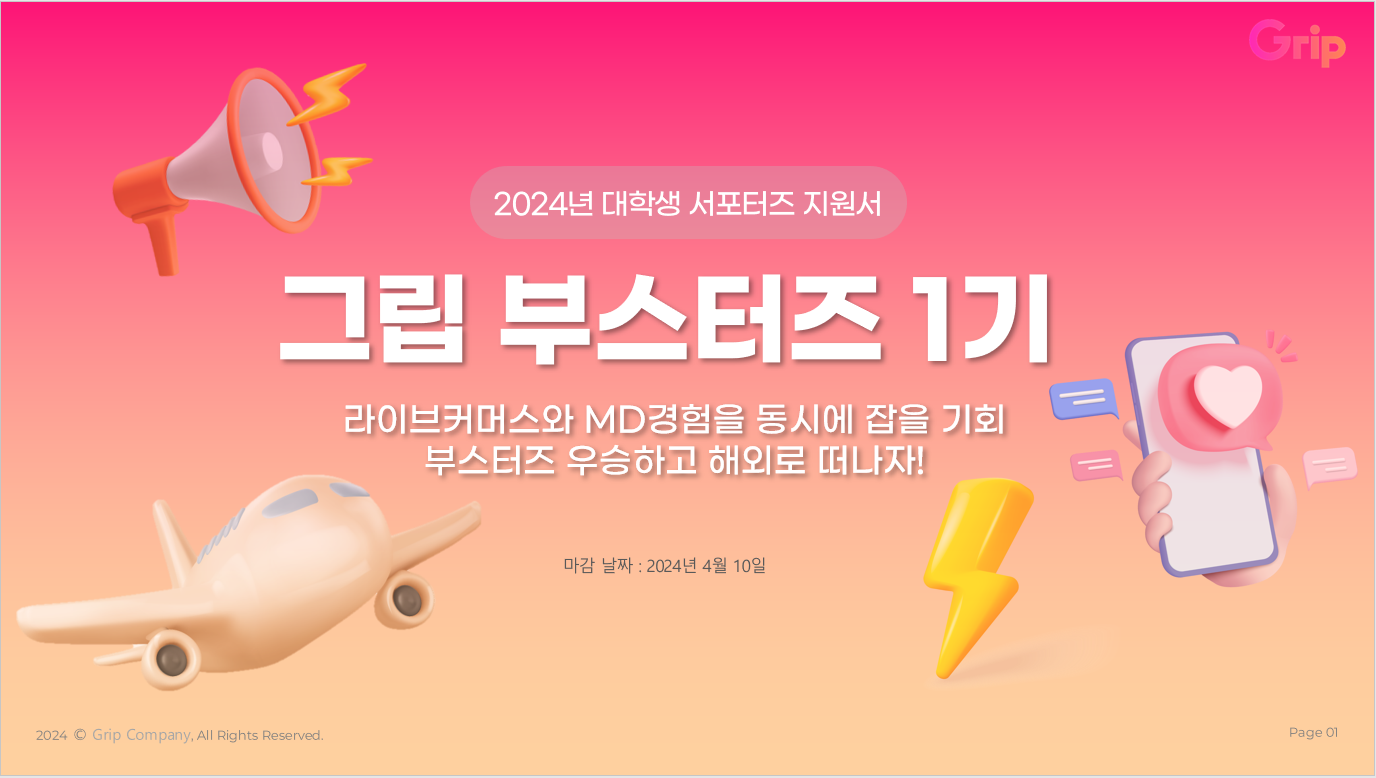 Grip
2024년 대학생 서포터즈 지원서
그립 부스터즈 1기
라이브커머스와 MD경험을 동시에 잡을 기회
부스터즈 우승하고 해외로 떠나자!
마감 날짜 : 2024년 4월 10일
2024 © Grip Company, All Rights Reserved.
Page 01